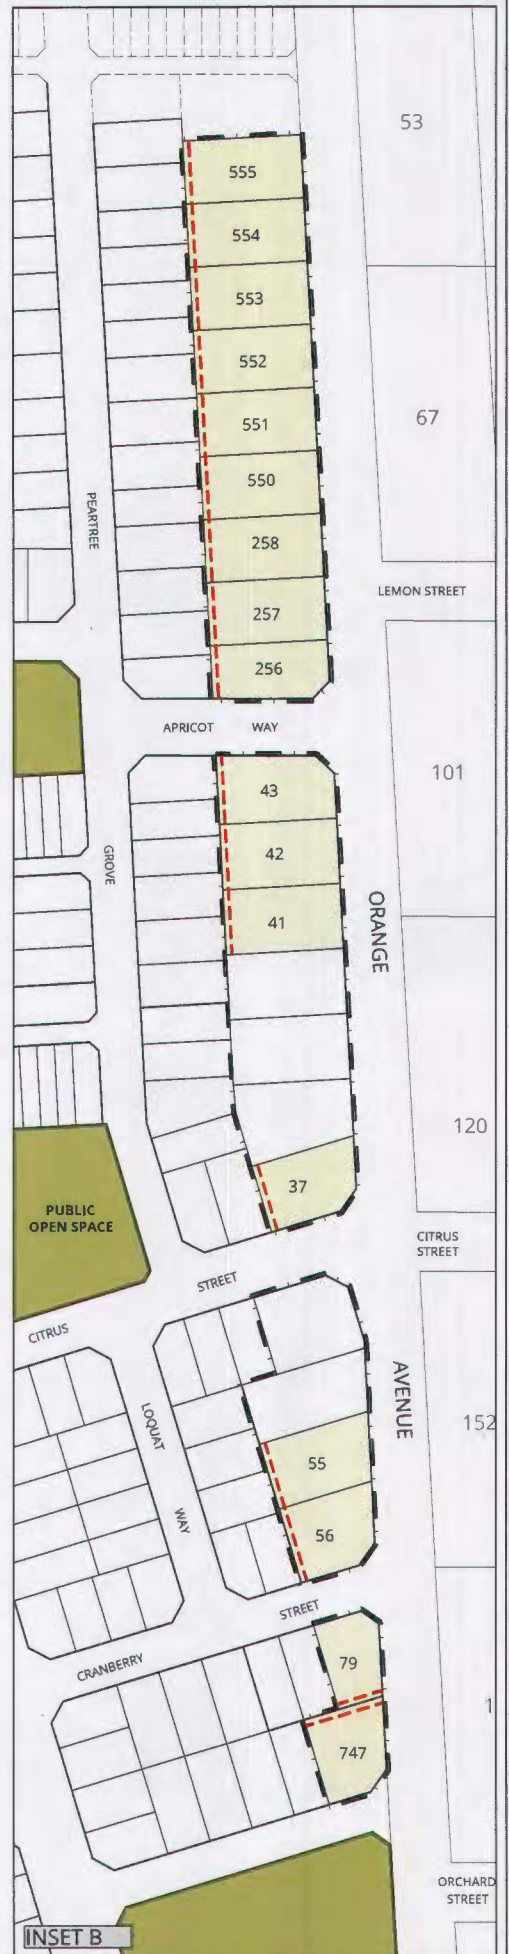 53
555
554
553
552
67
551
550
PEARTREE
258
LEMON STREET
257
256
APRICOT WAY
101
43
GROVE
42
41
ORANGE
120
37
PUBLIC
OPEN SPACE
CITRUS
STREET
STREET
CITRUS
AVENUE
LOQUAT
152
55
WAY
56
STREET
CRANBERRY
79
1
747
ORCHARD
STREET
INSET B